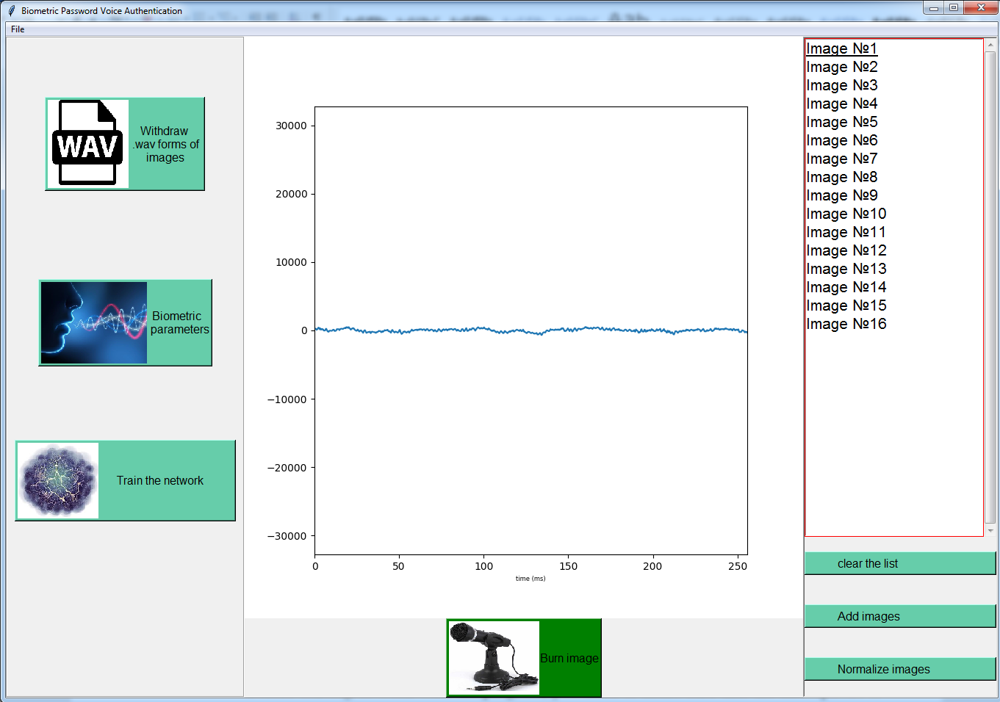 Biometric Password Voice Authentication
File
WAV
Withdraw
.wav forms of
images
Biometric
parameters
Train the network
30000
20000
10000
0
−10000
−20000
−30000
0 50 100 150 200 250
time (ms)
Burn image
Image №1
Image №2
Image №3
Image №4
Image №5
Image №6
Image №7
Image №8
Image №9
Image №10
Image №11
Image №12
Image №13
Image №14
Image №15
Image №16
clear the list
Add images
Normalize images